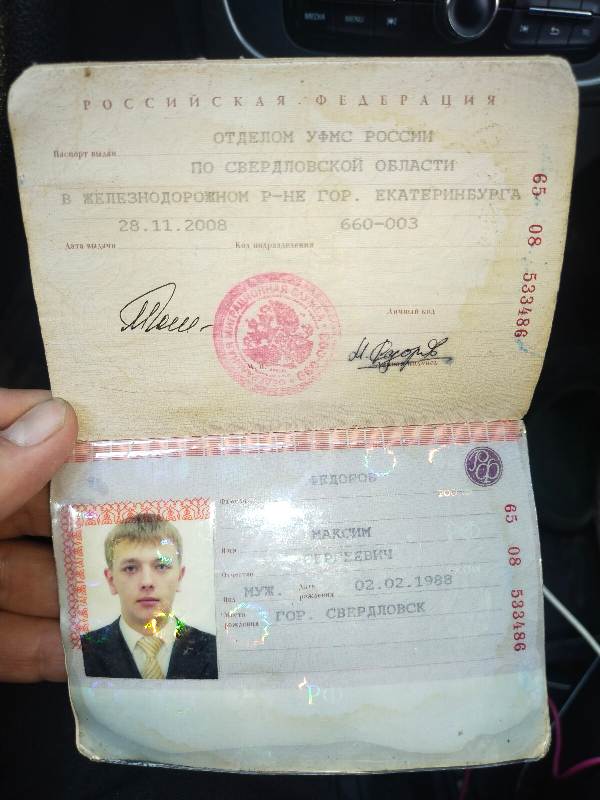 MEDIA MENU
РОССИЙСКАЯ ФЕДЕРАЦИЯ
Паспорт выдан ОТДЕЛОМ УФМС РОССИИ
ПО СВЕРДЛОВСКОЙ ОБЛАСТИ
В ЖЕЛЕЗНОДОРОЖНОМ Р-НЕ ГОР. ЕКАТЕРИНБУРГА
28.11.2008 660-003
Дата выдачи Код подразделения
65 08 533486
Личный код
М. П.
ФЕДОРОВ
Фамилия
МАКСИМ
Имя
СЕРГЕЕВИЧ
Отчество
Пол МУЖ. Дата рождения 02.02.1988
Место рождения ГОР. СВЕРДЛОВСК
65 08 533486
РФ